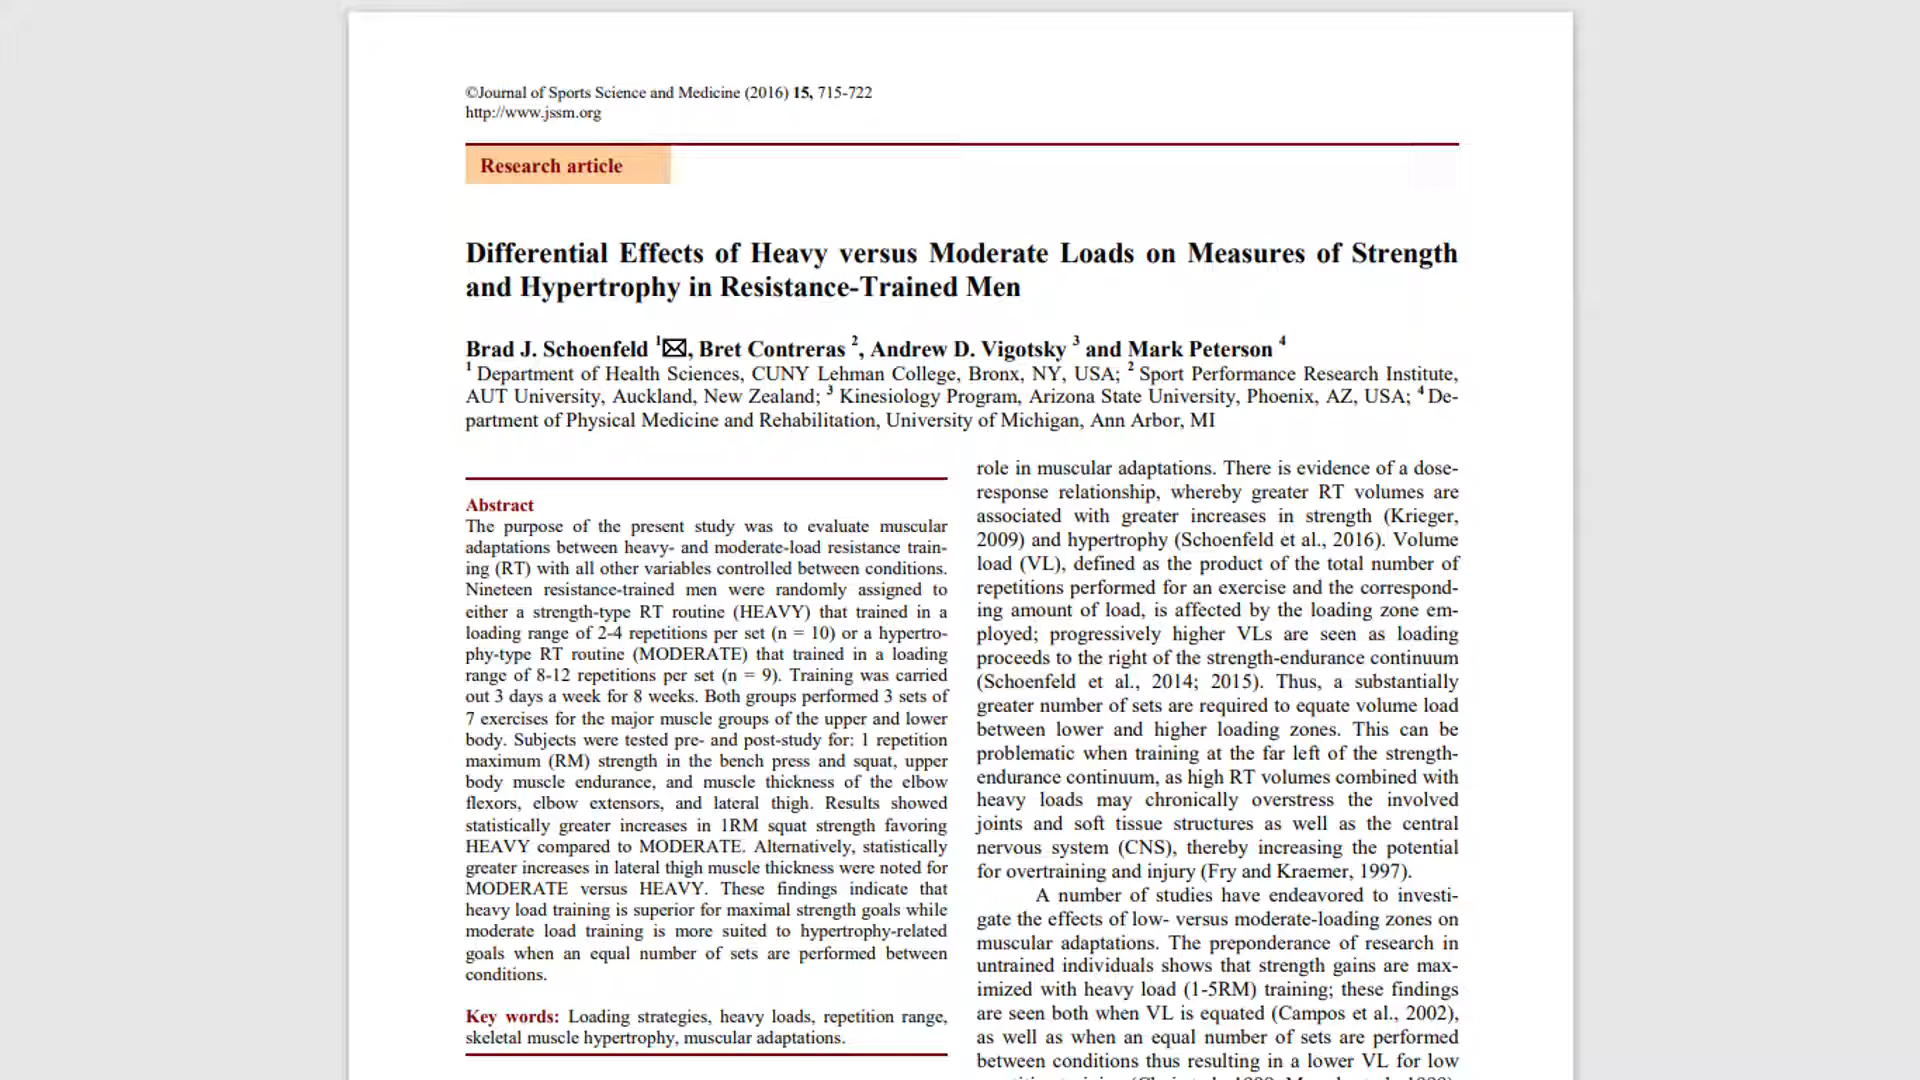 ©Journal of Sports Science and Medicine (2016) 15, 715-722
http://www.jssm.org
Research article
Differential Effects of Heavy versus Moderate Loads on Measures of Strength
and Hypertrophy in Resistance-Trained Men
Brad J. Schoenfeld 1✉, Bret Contreras 2, Andrew D. Vigotsky 3 and Mark Peterson 4
1 Department of Health Sciences, CUNY Lehman College, Bronx, NY, USA; 2 Sport Performance Research Institute,
AUT University, Auckland, New Zealand; 3 Kinesiology Program, Arizona State University, Phoenix, AZ, USA; 4 De-
partment of Physical Medicine and Rehabilitation, University of Michigan, Ann Arbor, MI
Abstract
The purpose of the present study was to evaluate muscular
adaptations between heavy- and moderate-load resistance train-
ing (RT) with all other variables controlled between conditions.
Nineteen resistance-trained men were randomly assigned to
either a strength-type RT routine (HEAVY) that trained in a
loading range of 2-4 repetitions per set (n = 10) or a hypertro-
phy-type RT routine (MODERATE) that trained in a loading
range of 8-12 repetitions per set (n = 9). Training was carried
out 3 days a week for 8 weeks. Both groups performed 3 sets of
7 exercises for the major muscle groups of the upper and lower
body. Subjects were tested pre- and post-study for: 1 repetition
maximum (RM) strength in the bench press and squat, upper
body muscle endurance, and muscle thickness of the elbow
flexors, elbow extensors, and lateral thigh. Results showed
statistically greater increases in 1RM squat strength favoring
HEAVY compared to MODERATE. Alternatively, statistically
greater increases in lateral thigh muscle thickness were noted for
MODERATE versus HEAVY. These findings indicate that
heavy load training is superior for maximal strength goals while
moderate load training is more suited to hypertrophy-related
goals when an equal number of sets are performed between
conditions.
Key words: Loading strategies, heavy loads, repetition range,
skeletal muscle hypertrophy, muscular adaptations.
role in muscular adaptations. There is evidence of a dose-
response relationship, whereby greater RT volumes are
associated with greater increases in strength (Krieger,
2009) and hypertrophy (Schoenfeld et al., 2016). Volume
load (VL), defined as the product of the total number of
repetitions performed for an exercise and the correspond-
ing amount of load, is affected by the loading zone em-
ployed; progressively higher VLs are seen as loading
proceeds to the right of the strength-endurance continuum
(Schoenfeld et al., 2014; 2015). Thus, a substantially
greater number of sets are required to equate volume load
between lower and higher loading zones. This can be
problematic when training at the far left of the strength-
endurance continuum, as high RT volumes combined with
heavy loads may chronically overstress the involved
joints and soft tissue structures as well as the central
nervous system (CNS), thereby increasing the potential
for overtraining and injury (Fry and Kraemer, 1997).
A number of studies have endeavored to investi-
gate the effects of low- versus moderate-loading zones on
muscular adaptations. The preponderance of research in
untrained individuals shows that strength gains are max-
imized with heavy load (1-5RM) training; these findings
are seen both when VL is equated (Campos et al., 2002),
as well as when an equal number of sets are performed
between conditions thus resulting in a lower VL for low